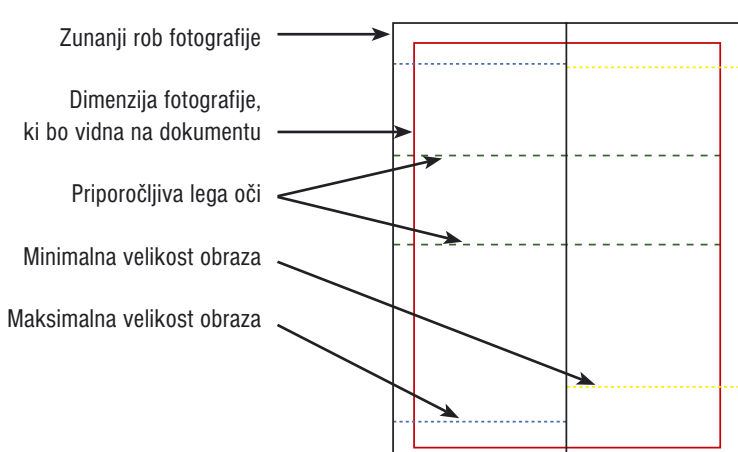 Zunanji rob fotografije
Dimenzija fotografije,
ki bo vidna na dokumentu
Priporočljiva lega oči
Minimalna velikost obraza
Maksimalna velikost obraza